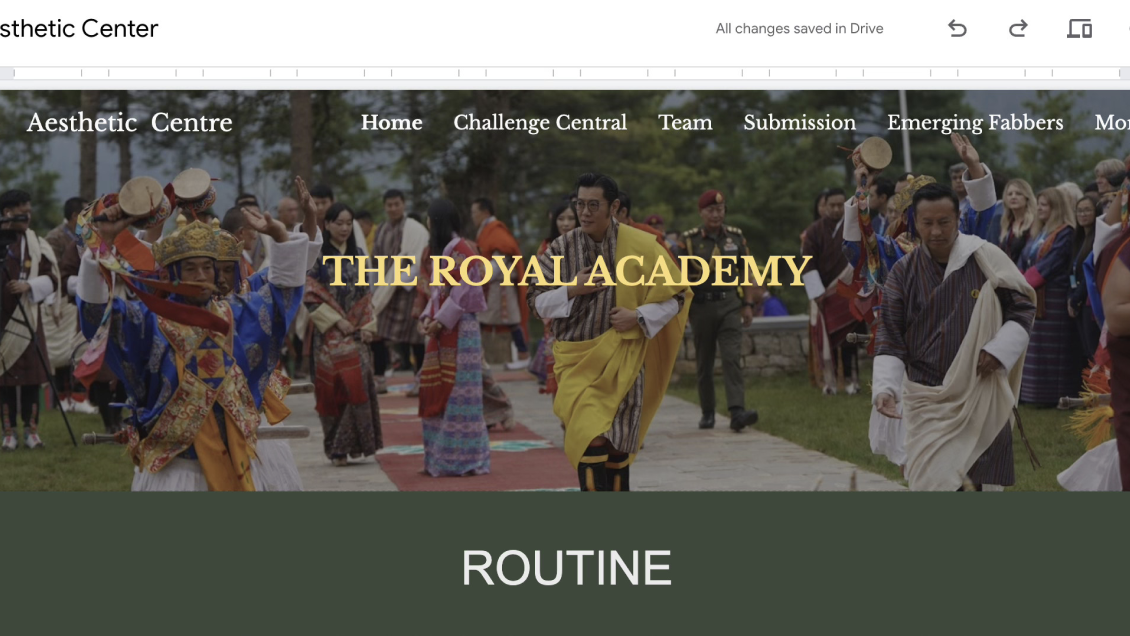 sthetic Center
All changes saved in Drive
Aesthetic Centre
Home Challenge Central Team Submission Emerging Fabbers
THE ROYAL ACADEMY
ROUTINE